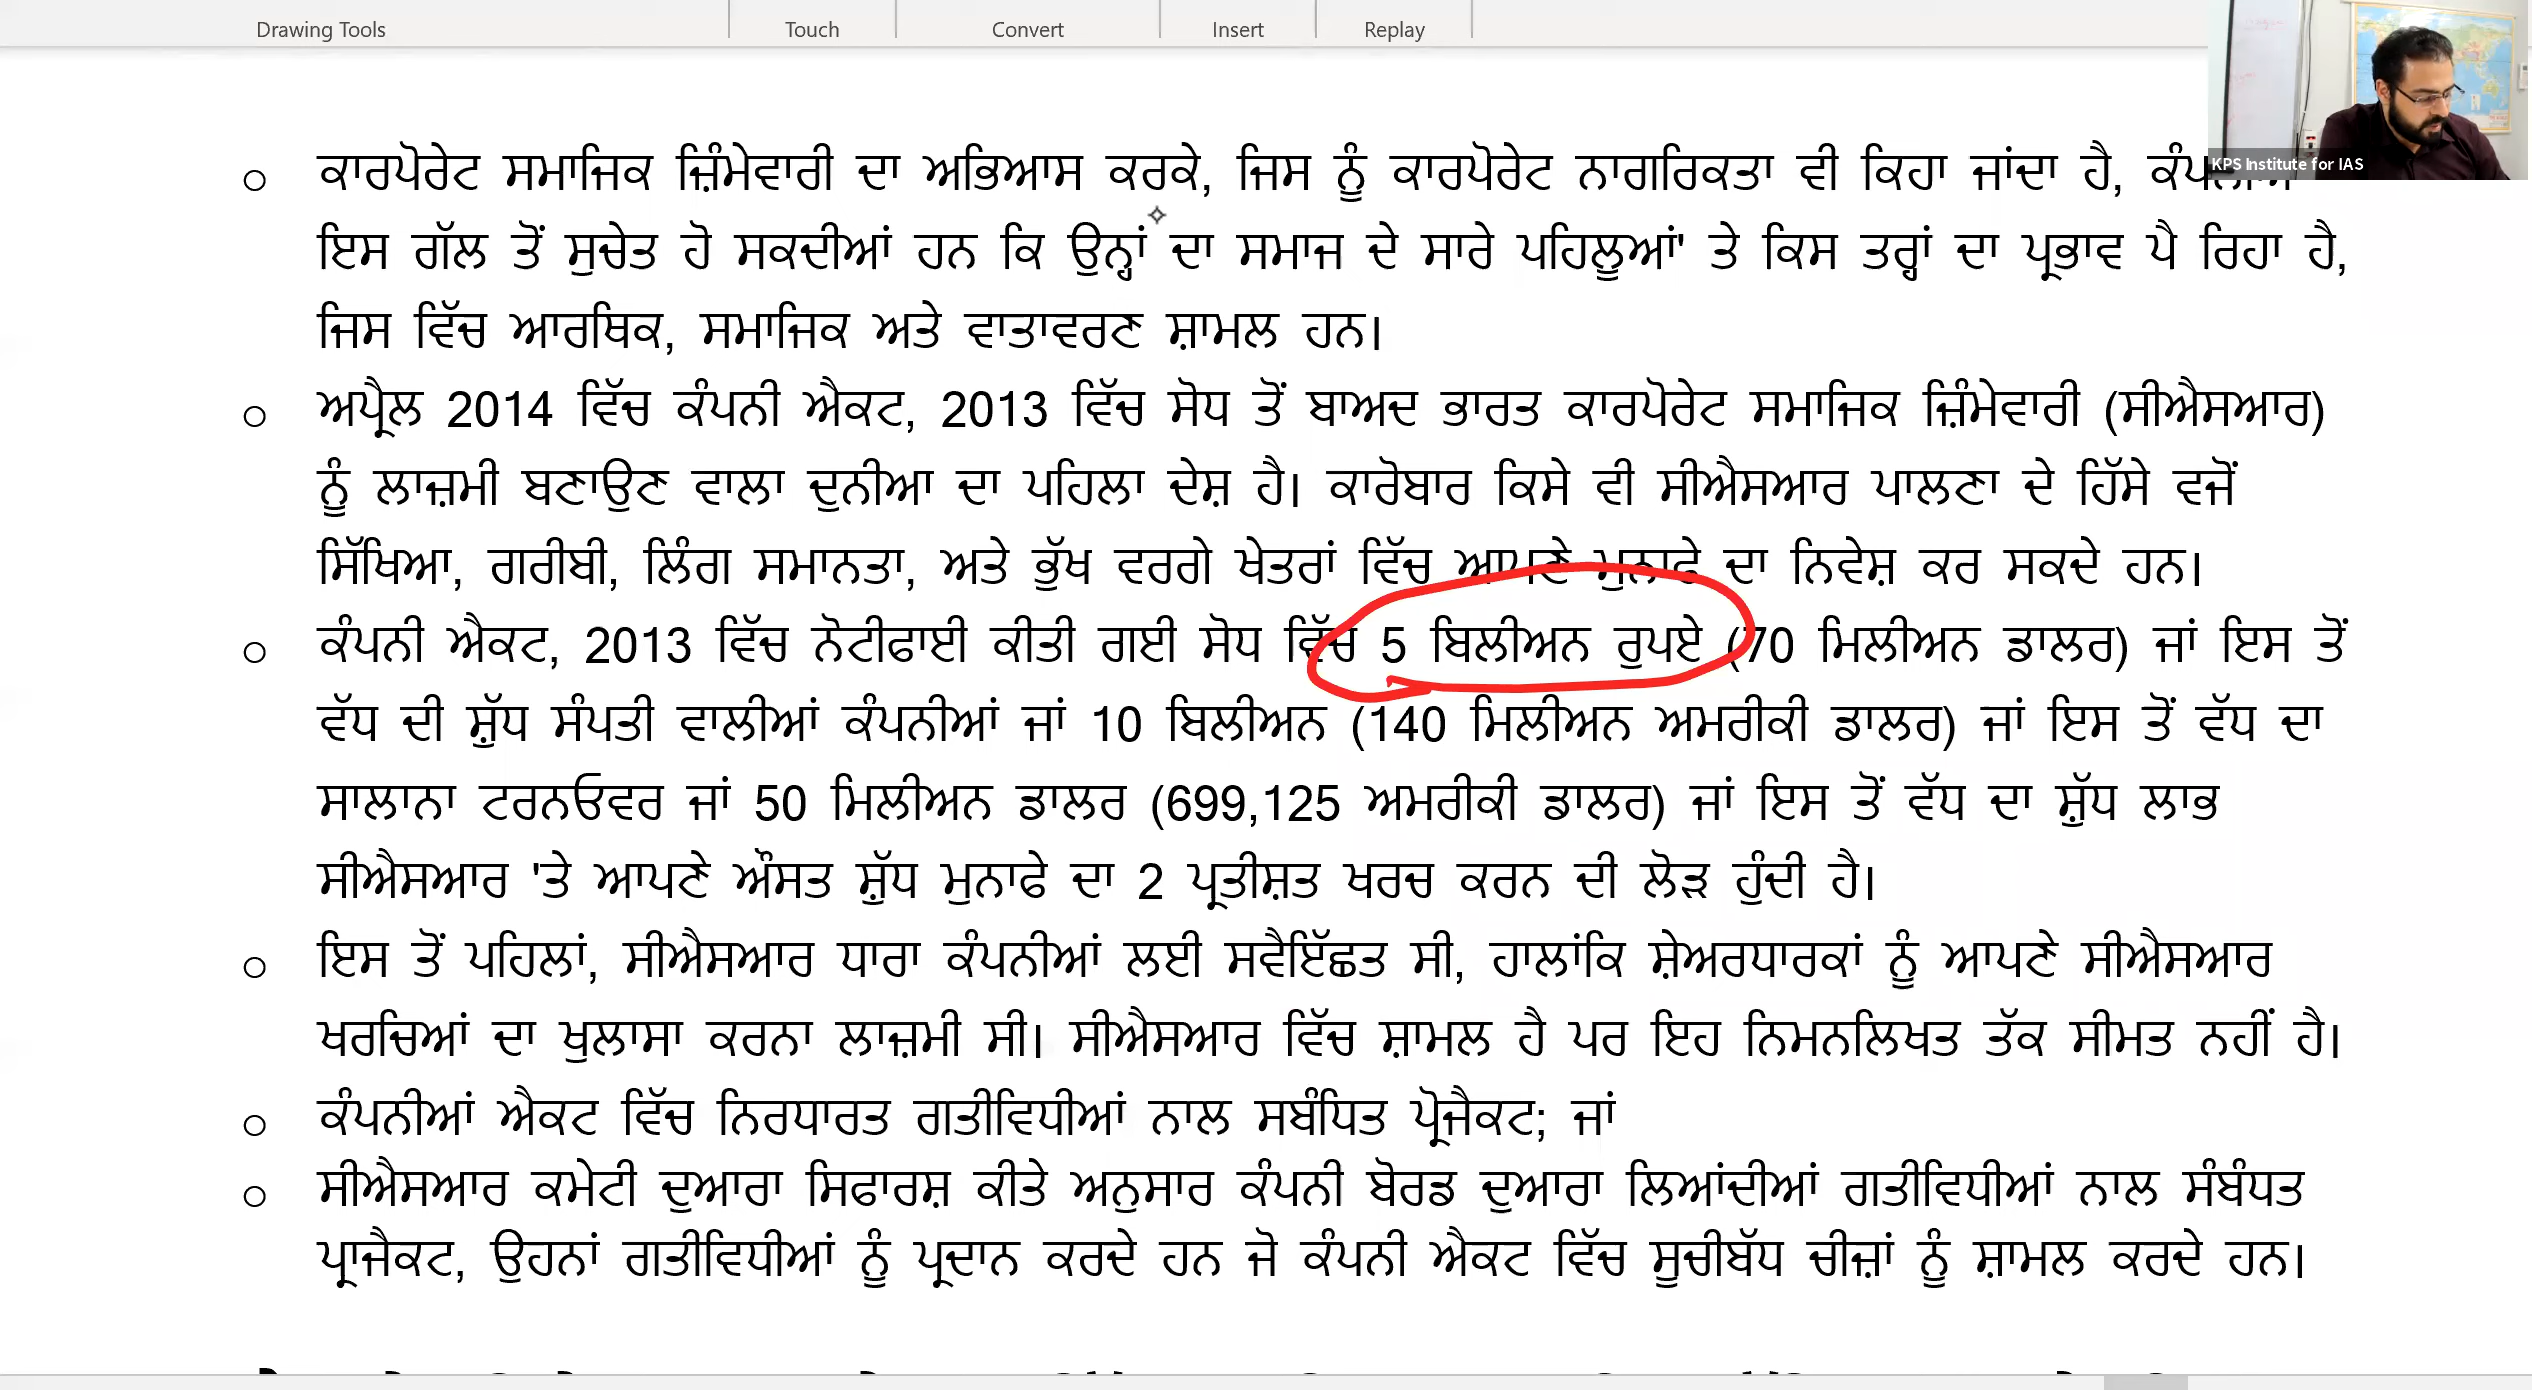 Drawing Tools Touch Convert Insert Replay
KPS Institute for IAS
ਕਾਰਪੋਰੇਟ ਸਮਾਜਿਕ ਜ਼ਿੰਮੇਵਾਰੀ ਦਾ ਅਭਿਆਸ ਕਰਕੇ, ਜਿਸ ਨੂੰ ਕਾਰਪੋਰੇਟ ਨਾਗਰਿਕਤਾ ਵੀ ਕਿਹਾ ਜਾਂਦਾ ਹੈ,
ਇਸ ਗੱਲ ਤੋਂ ਸੁਚੇਤ ਹੋ ਸਕਦੀਆਂ ਹਨ ਕਿ ਉਨ੍ਹਾਂ ਦਾ ਸਮਾਜ ਦੇ ਸਾਰੇ ਪਹਿਲੂਆਂ' ਤੇ ਕਿਸ ਤਰ੍ਹਾਂ ਦਾ ਪ੍ਰਭਾਵ ਪੈ ਰਿਹਾ ਹੈ,
ਜਿਸ ਵਿੱਚ ਆਰਥਿਕ, ਸਮਾਜਿਕ ਅਤੇ ਵਾਤਾਵਰਣ ਸ਼ਾਮਲ ਹਨ।
ਅਪ੍ਰੈਲ 2014 ਵਿੱਚ ਕੰਪਨੀ ਐਕਟ, 2013 ਵਿੱਚ ਸੋਧ ਤੋਂ ਬਾਅਦ ਭਾਰਤ ਕਾਰਪੋਰੇਟ ਸਮਾਜਿਕ ਜ਼ਿੰਮੇਵਾਰੀ (ਸੀਐਸਆਰ)
ਨੂੰ ਲਾਜ਼ਮੀ ਬਣਾਉਣ ਵਾਲਾ ਦੁਨੀਆ ਦਾ ਪਹਿਲਾ ਦੇਸ਼ ਹੈ। ਕਾਰੋਬਾਰ ਕਿਸੇ ਵੀ ਸੀਐਸਆਰ ਪਾਲਣਾ ਦੇ ਹਿੱਸੇ ਵਜੋਂ
ਸਿੱਖਿਆ, ਗਰੀਬੀ, ਲਿੰਗ ਸਮਾਨਤਾ, ਅਤੇ ਭੁੱਖ ਵਰਗੇ ਖੇਤਰਾਂ ਵਿੱਚ ਆਪਣੇ ਮੁਨਾਫੇ ਦਾ ਨਿਵੇਸ਼ ਕਰ ਸਕਦੇ ਹਨ।
ਕੰਪਨੀ ਐਕਟ, 2013 ਵਿੱਚ ਨੋਟੀਫਾਈ ਕੀਤੀ ਗਈ ਸੋਧ ਵਿੱਚ 5 ਬਿਲੀਅਨ ਰੁਪਏ (70 ਮਿਲੀਅਨ ਡਾਲਰ) ਜਾਂ ਇਸ ਤੋਂ
ਵੱਧ ਦੀ ਸ਼ੁੱਧ ਸੰਪਤੀ ਵਾਲੀਆਂ ਕੰਪਨੀਆਂ ਜਾਂ 10 ਬਿਲੀਅਨ (140 ਮਿਲੀਅਨ ਅਮਰੀਕੀ ਡਾਲਰ) ਜਾਂ ਇਸ ਤੋਂ ਵੱਧ ਦਾ
ਸਾਲਾਨਾ ਟਰਨਓਵਰ ਜਾਂ 50 ਮਿਲੀਅਨ ਡਾਲਰ (699,125 ਅਮਰੀਕੀ ਡਾਲਰ) ਜਾਂ ਇਸ ਤੋਂ ਵੱਧ ਦਾ ਸ਼ੁੱਧ ਲਾਭ
ਸੀਐਸਆਰ 'ਤੇ ਆਪਣੇ ਔਸਤ ਸ਼ੁੱਧ ਮੁਨਾਫੇ ਦਾ 2 ਪ੍ਰਤੀਸ਼ਤ ਖਰਚ ਕਰਨ ਦੀ ਲੋੜ ਹੁੰਦੀ ਹੈ।
ਇਸ ਤੋਂ ਪਹਿਲਾਂ, ਸੀਐਸਆਰ ਧਾਰਾ ਕੰਪਨੀਆਂ ਲਈ ਸਵੈਇੱਛਤ ਸੀ, ਹਾਲਾਂਕਿ ਸ਼ੇਅਰਧਾਰਕਾਂ ਨੂੰ ਆਪਣੇ ਸੀਐਸਆਰ
ਖਰਚਿਆਂ ਦਾ ਖੁਲਾਸਾ ਕਰਨਾ ਲਾਜ਼ਮੀ ਸੀ। ਸੀਐਸਆਰ ਵਿੱਚ ਸ਼ਾਮਲ ਹੈ ਪਰ ਇਹ ਨਿਮਨਲਿਖਤ ਤੱਕ ਸੀਮਤ ਨਹੀਂ ਹੈ।
ਕੰਪਨੀਆਂ ਐਕਟ ਵਿੱਚ ਨਿਰਧਾਰਤ ਗਤੀਵਿਧੀਆਂ ਨਾਲ ਸਬੰਧਿਤ ਪ੍ਰੋਜੈਕਟ; ਜਾਂ
ਸੀਐਸਆਰ ਕਮੇਟੀ ਦੁਆਰਾ ਸਿਫਾਰਸ਼ ਕੀਤੇ ਅਨੁਸਾਰ ਕੰਪਨੀ ਬੋਰਡ ਦੁਆਰਾ ਲਿਆਂਦੀਆਂ ਗਤੀਵਿਧੀਆਂ ਨਾਲ ਸੰਬੰਧਤ
ਪ੍ਰਾਜੈਕਟ, ਉਹਨਾਂ ਗਤੀਵਿਧੀਆਂ ਨੂੰ ਪ੍ਰਦਾਨ ਕਰਦੇ ਹਨ ਜੋ ਕੰਪਨੀ ਐਕਟ ਵਿੱਚ ਸੂਚੀਬੱਧ ਚੀਜ਼ਾਂ ਨੂੰ ਸ਼ਾਮਲ ਕਰਦੇ ਹਨ।